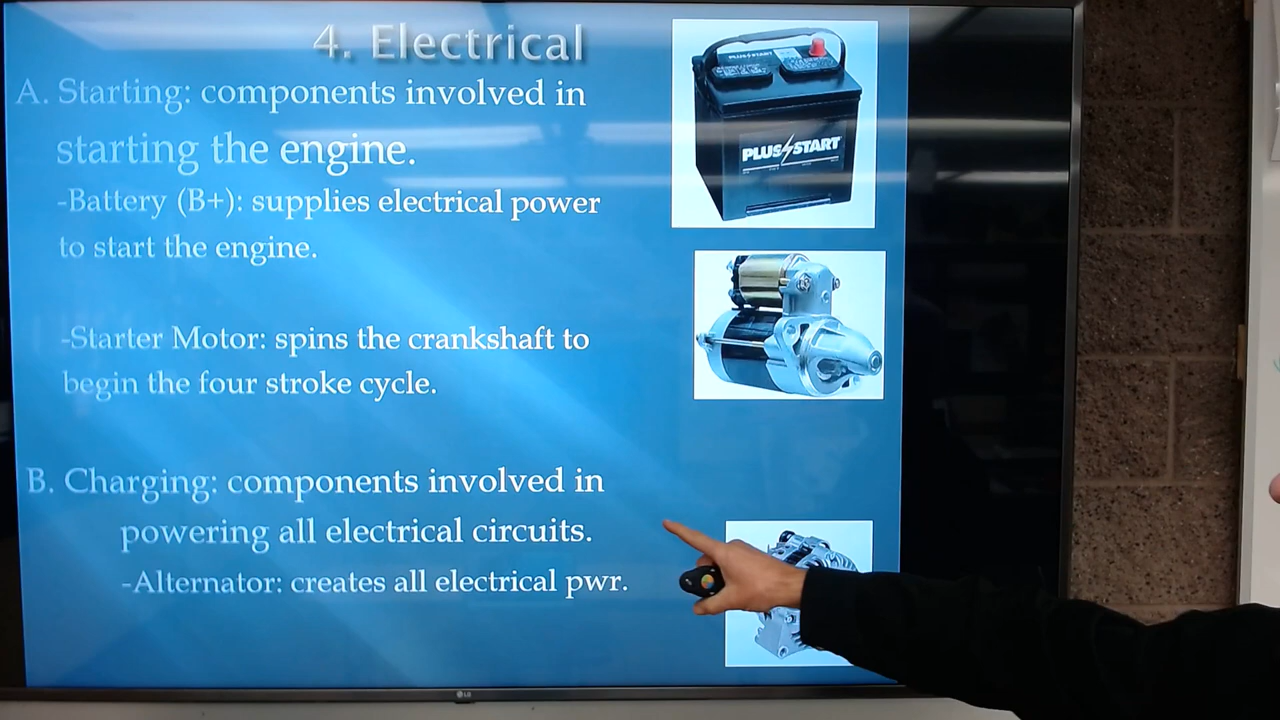 4. Electrical
A. Starting: components involved in
starting the engine.
-Battery (B+): supplies electrical power
to start the engine.
-Starter Motor: spins the crankshaft to
begin the four stroke cycle.
B. Charging: components involved in
powering all electrical circuits.
-Alternator: creates all electrical pwr.
PLUS START
PLUS START
LG